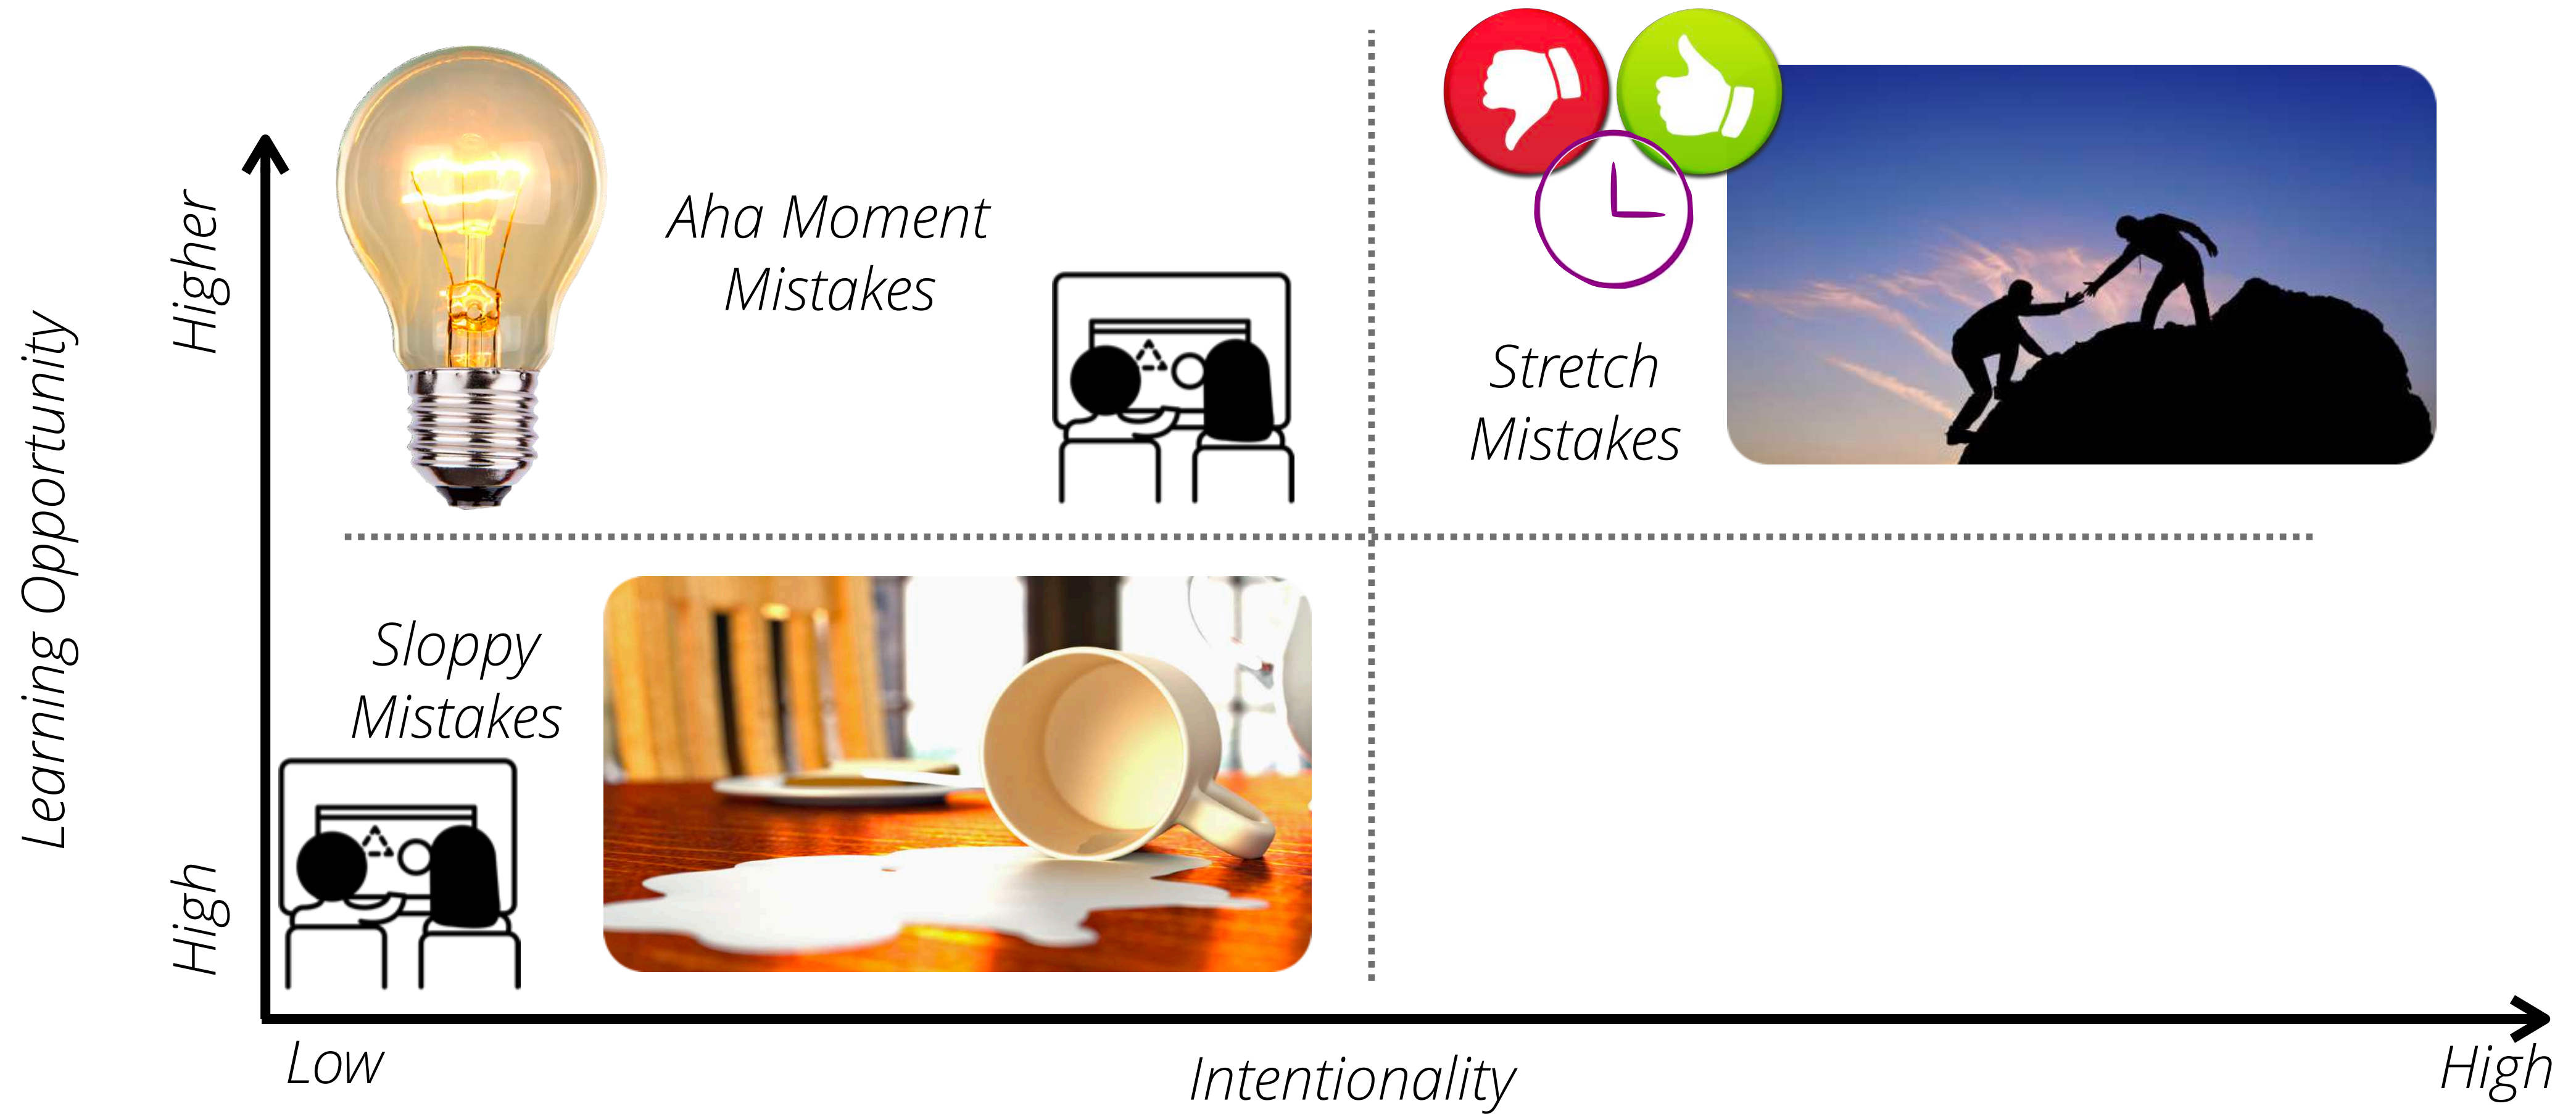 Aha Moment
Mistakes
Stretch
Mistakes
Sloppy
Mistakes
Learning Opportunity
Higher
High
Low
Intentionality
High